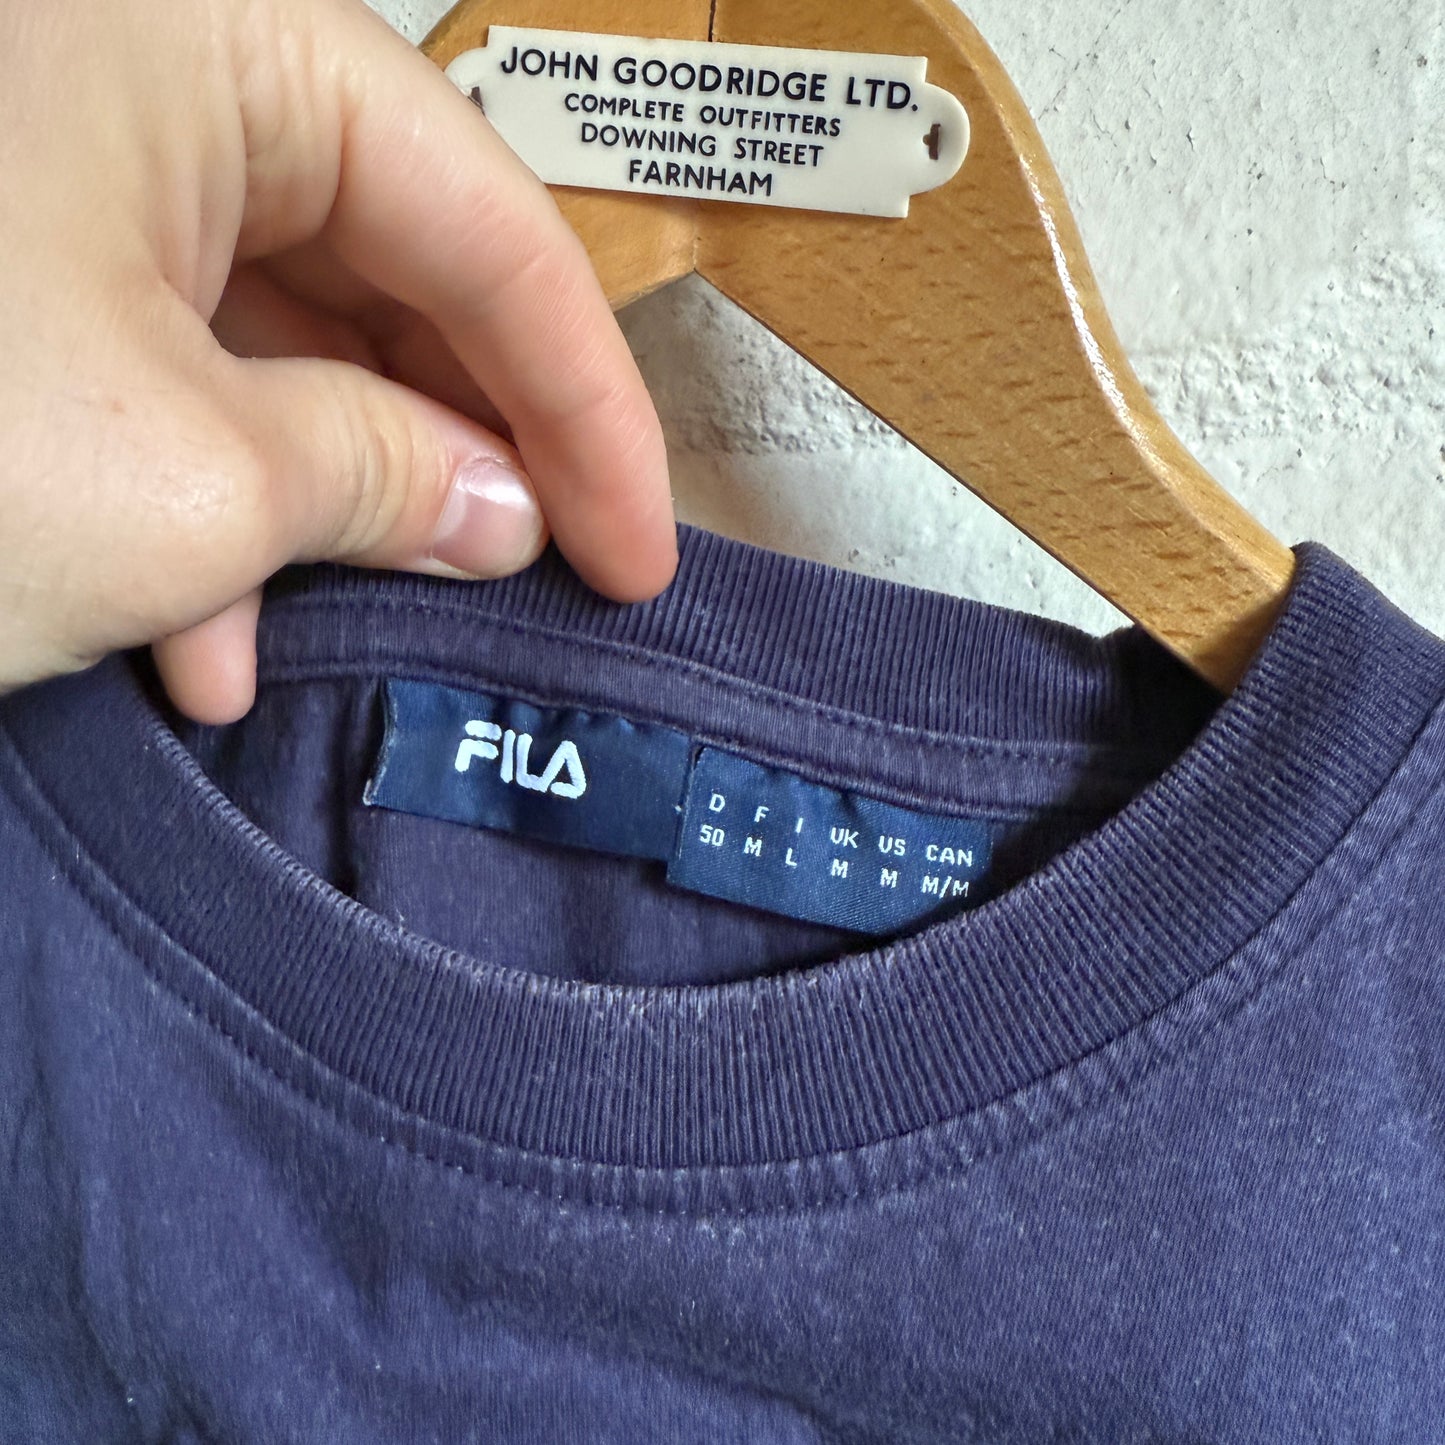 JOHN GOODRIDGE LTD.
COMPLETE OUTFITTERS
DOWNING STREET
FARNHAM
FILA
D F I UK US CAN
50 M L M M M/M